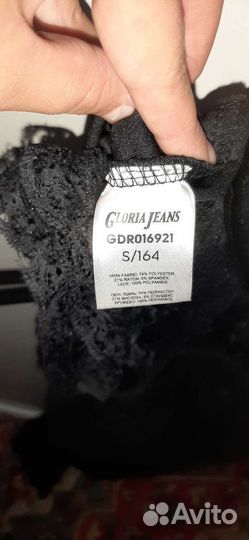 GLORIA JEANS
GDR016921
S/164
MAIN FABRIC: 74% POLYESTER
21% RAYON, 5% SPANDEX;
LACE: 100% POLYAMIDE
ОСН. ТКАНЬ: 74% ПОЛИЭСТЕР
21% ВИСКОЗА, 5% СПАНДЕКС
КРУЖЕВО: 100% ПОЛИАМИД
Avito